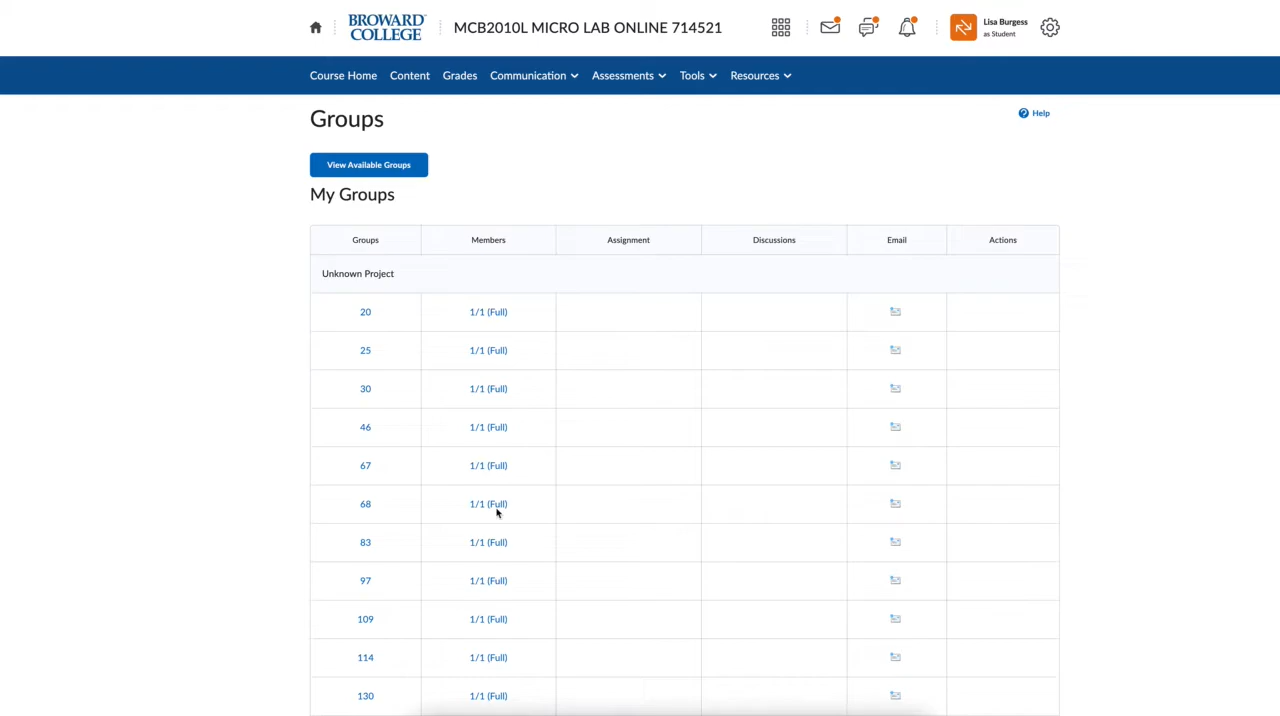 BROWARD
COLLEGE
MCB2010L MICRO LAB ONLINE 714521
Lisa Burgess
as Student
Course Home Content Grades Communication Assessments Tools Resources
Groups
Help
View Available Groups
My Groups
Groups Members Assignment Discussions Email Actions
Unknown Project
20 1/1 (Full)
25 1/1 (Full)
30 1/1 (Full)
46 1/1 (Full)
67 1/1 (Full)
68 1/1 (Full)
83 1/1 (Full)
97 1/1 (Full)
109 1/1 (Full)
114 1/1 (Full)
130 1/1 (Full)